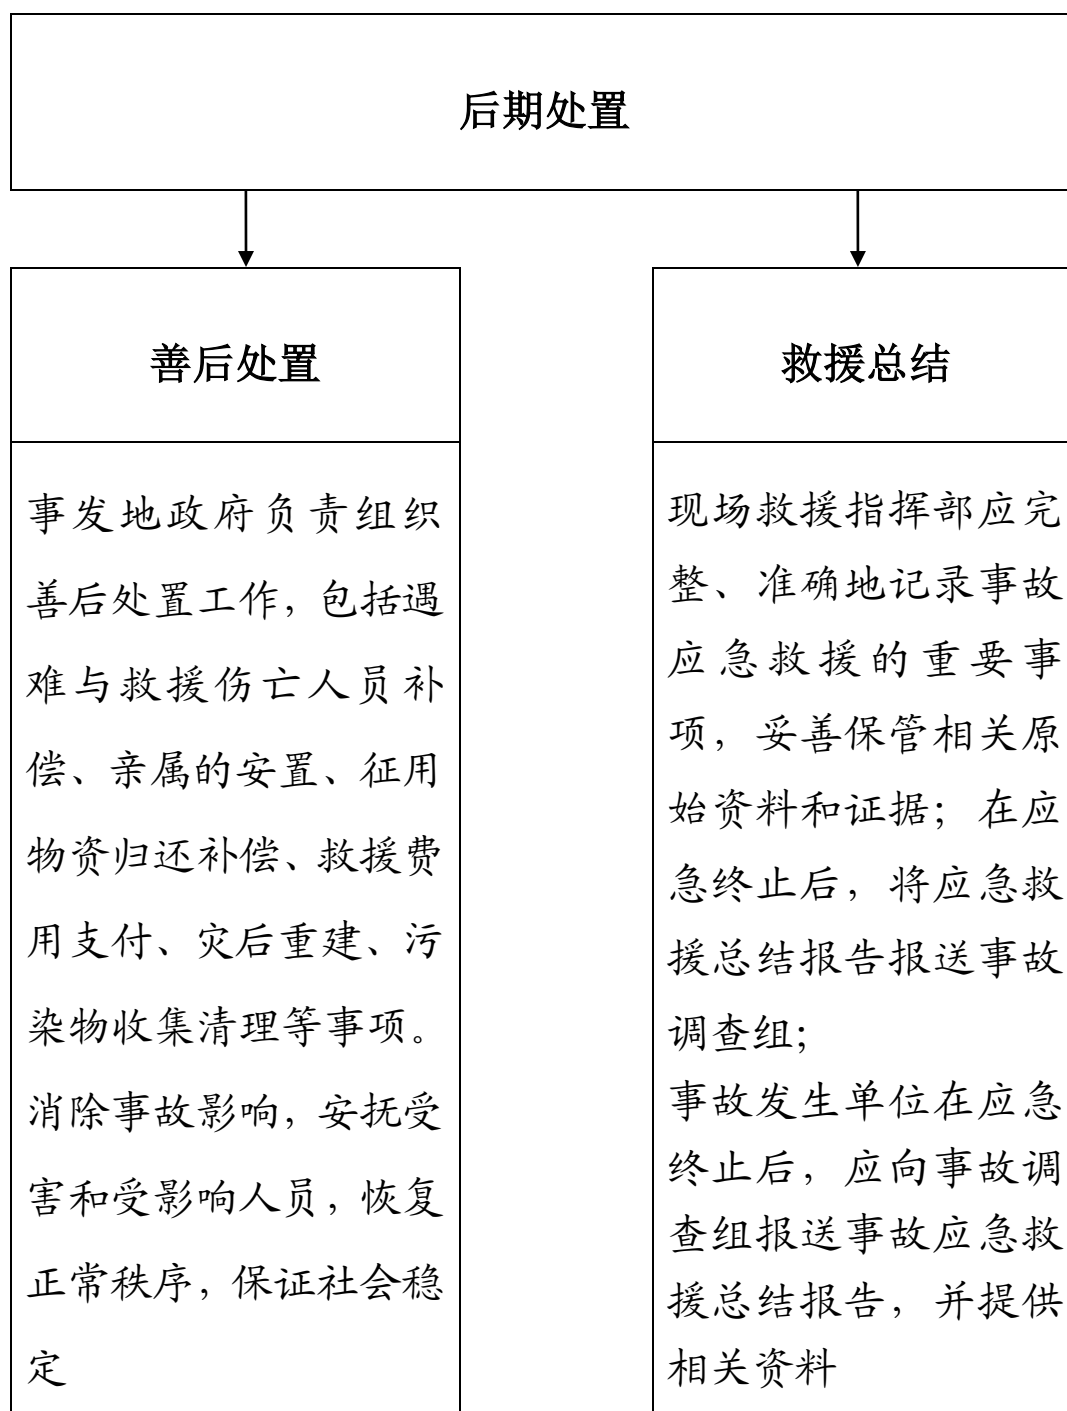 后期处置
善后处置
事发地政府负责组织
善后处置工作，包括遇
难与救援伤亡人员补
偿、亲属的安置、征用
物资归还补偿、救援费
用支付、灾后重建、污
染物收集清理等事项。
消除事故影响，安抚受
害和受影响人员，恢复
正常秩序，保证社会稳
定
救援总结
现场救援指挥部应完
整、准确地记录事故
应急救援的重要事
项，妥善保管相关原
始资料和证据；在应
急终止后，将应急救
援总结报告报送事故
调查组；
事故发生单位在应急
终止后，应向事故调
查组报送事故应急救
援总结报告，并提供
相关资料